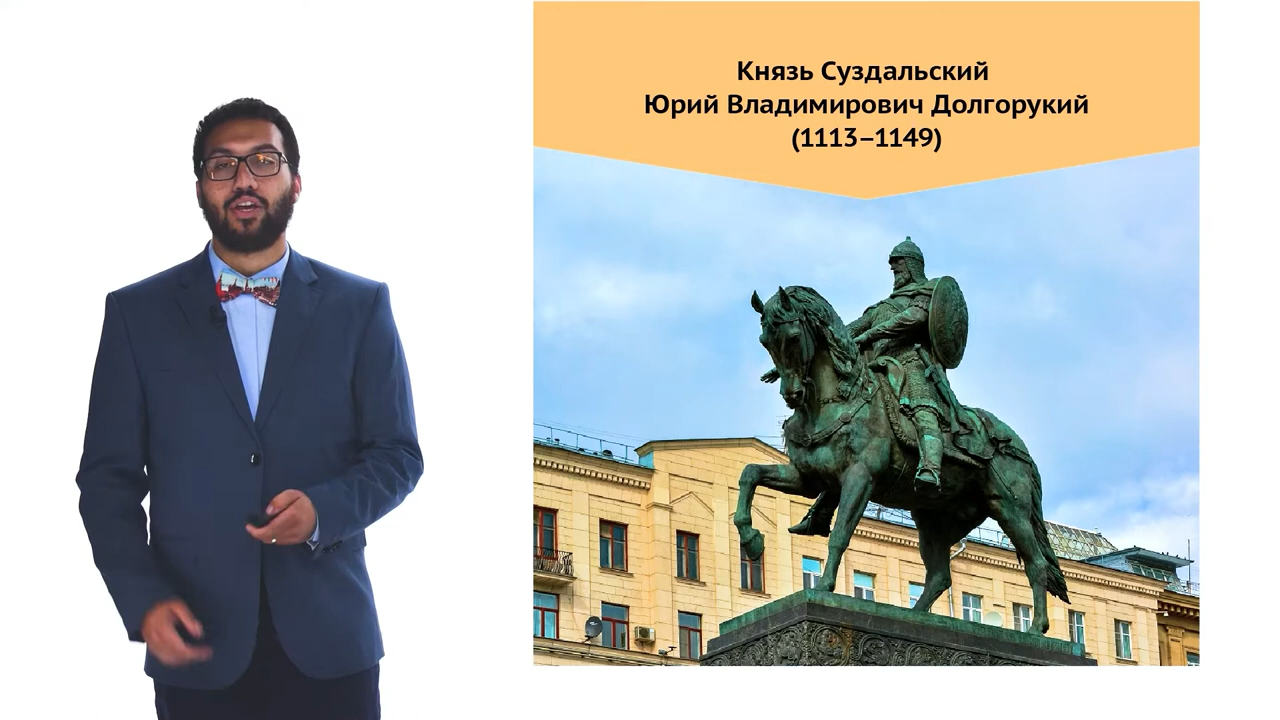 Князь Суздальский
Юрий Владимирович Долгорукий
(1113–1149)